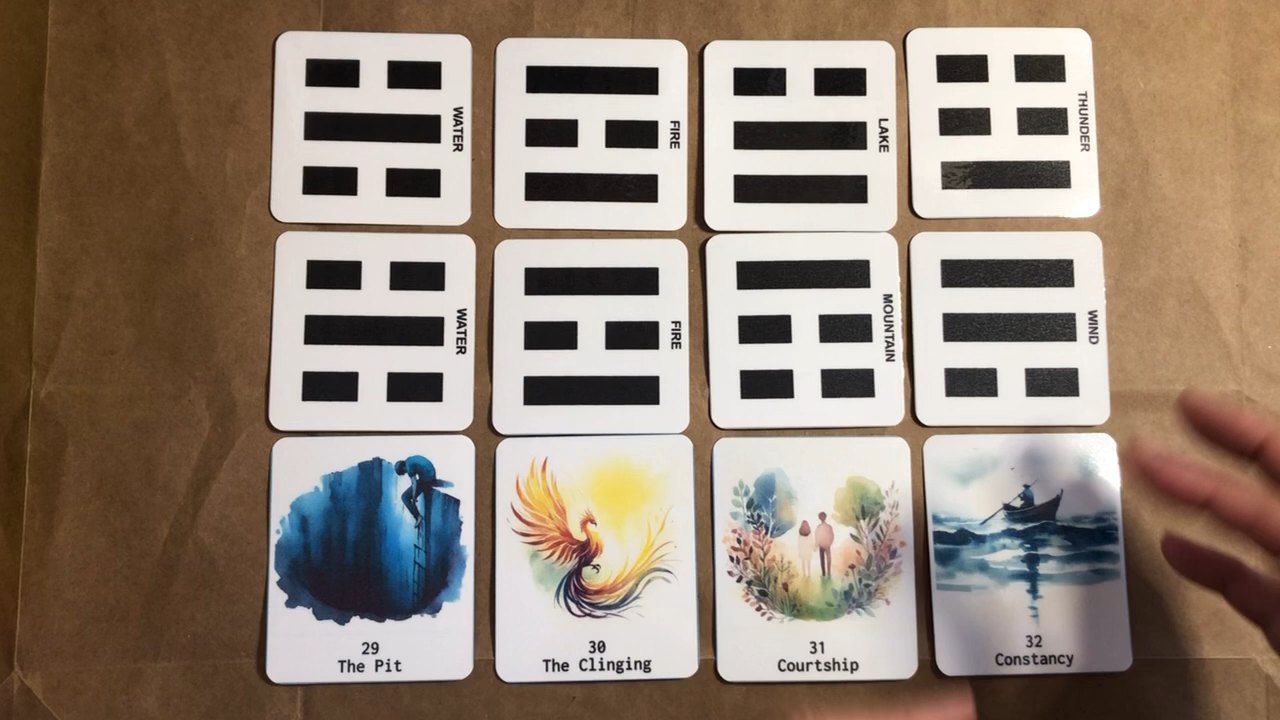 WATER
FIRE
LAKE
THUNDER
WATER
FIRE
MOUNTAIN
WIND
29
The Pit
30
The Clinging
31
Courtship
32
Constancy